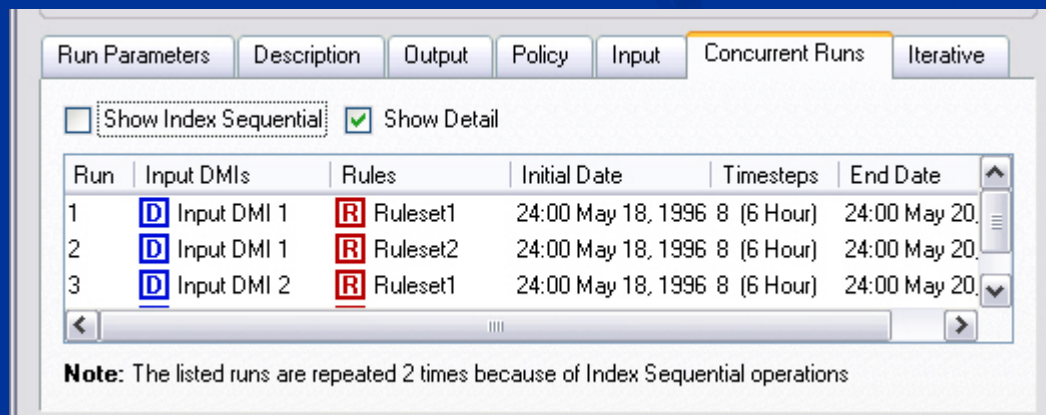 Run Parameters Description Output Policy Input Concurrent Runs Iterative
Show Index Sequential Show Detail
Run Input DMIs Rules Initial Date Timesteps End Date
1 D Input DMI 1 R Ruleset1 24:00 May 18, 1996 8 (6 Hour) 24:00 May 20,
2 D Input DMI 1 R Ruleset2 24:00 May 18, 1996 8 (6 Hour) 24:00 May 20,
3 D Input DMI 2 R Ruleset1 24:00 May 18, 1996 8 (6 Hour) 24:00 May 20,
Note: The listed runs are repeated 2 times because of Index Sequential operations